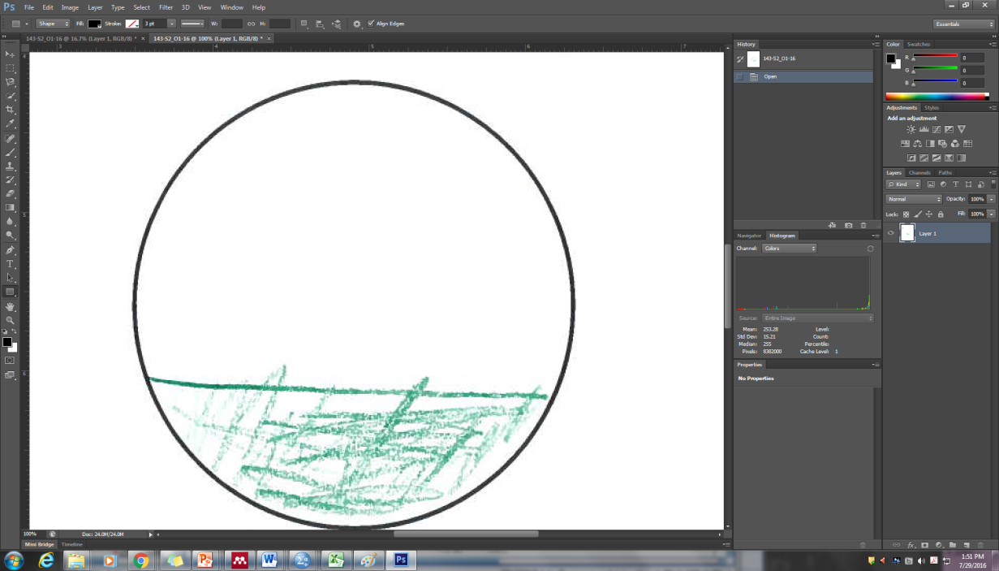 Ps File Edit Image Layer Type Select Filter 3D View Window Help
Shape Fill: Stroke: 3 pt W: H: Align Edges Essentials
143-S2_O1-16 @ 16.7% (Layer 1, RGB/8) * × 143-S2_O1-16 @ 100% (Layer 1, RGB/8) * ×
3 4 5 6 7
4
5
6
History
143-S2_O1-16
Open
Navigator Histogram
Channel: Colors
Source: Entire Image
Mean: 253.28 Level:
Std Dev: 15.21 Count:
Median: 255 Percentile:
Pixels: 8382000 Cache Level: 1
Properties
No Properties
Color Swatches
R 0
G 0
B 0
Adjustments Styles
Add an adjustment
Layers Channels Paths
Kind
Normal Opacity: 100%
Lock: Fill: 100%
Layer 1
100% Doc: 24.0M/24.0M
Mini Bridge Timeline
1:51 PM
7/29/2016